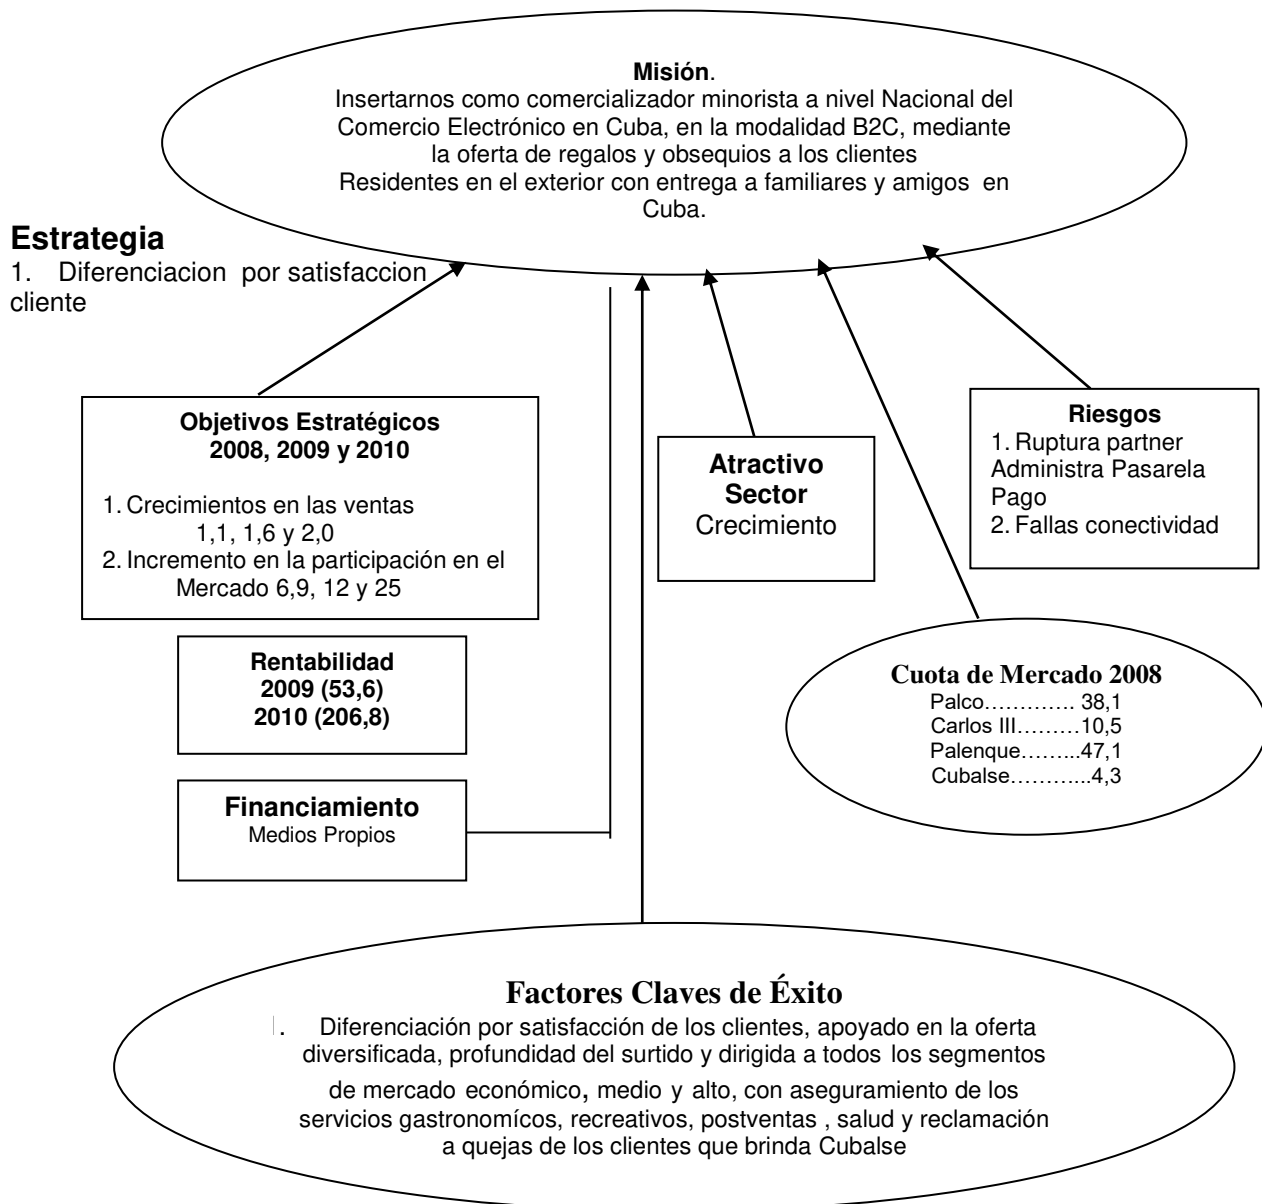 Misión.
Insertarnos como comercializador minorista a nivel Nacional del
Comercio Electrónico en Cuba, en la modalidad B2C, mediante
la oferta de regalos y obsequios a los clientes
Residentes en el exterior con entrega a familiares y amigos en
Cuba.
Estrategia
1. Diferenciacion por satisfaccion
cliente
Objetivos Estratégicos
2008, 2009 y 2010
1. Crecimientos en las ventas
1,1, 1,6 y 2,0
2. Incremento en la participación en el
Mercado 6,9, 12 y 25
Atractivo
Sector
Crecimiento
Riesgos
1. Ruptura partner
Administra Pasarela
Pago
2. Fallas conectividad
Rentabilidad
2009 (53,6)
2010 (206,8)
Cuota de Mercado 2008
Palco…………. 38,1
Carlos III………10,5
Palenque……...47,1
Cubalse………...4,3
Financiamiento
Medios Propios
Factores Claves de Éxito
. Diferenciación por satisfacción de los clientes, apoyado en la oferta
diversificada, profundidad del surtido y dirigida a todos los segmentos
de mercado económico, medio y alto, con aseguramiento de los
servicios gastronomícos, recreativos, postventas , salud y reclamación
a quejas de los clientes que brinda Cubalse